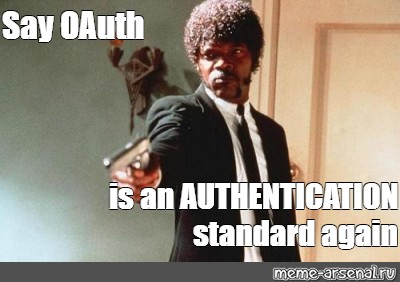 Say OAuth
is an AUTHENTICATION
standard again
meme-arsenal.ru